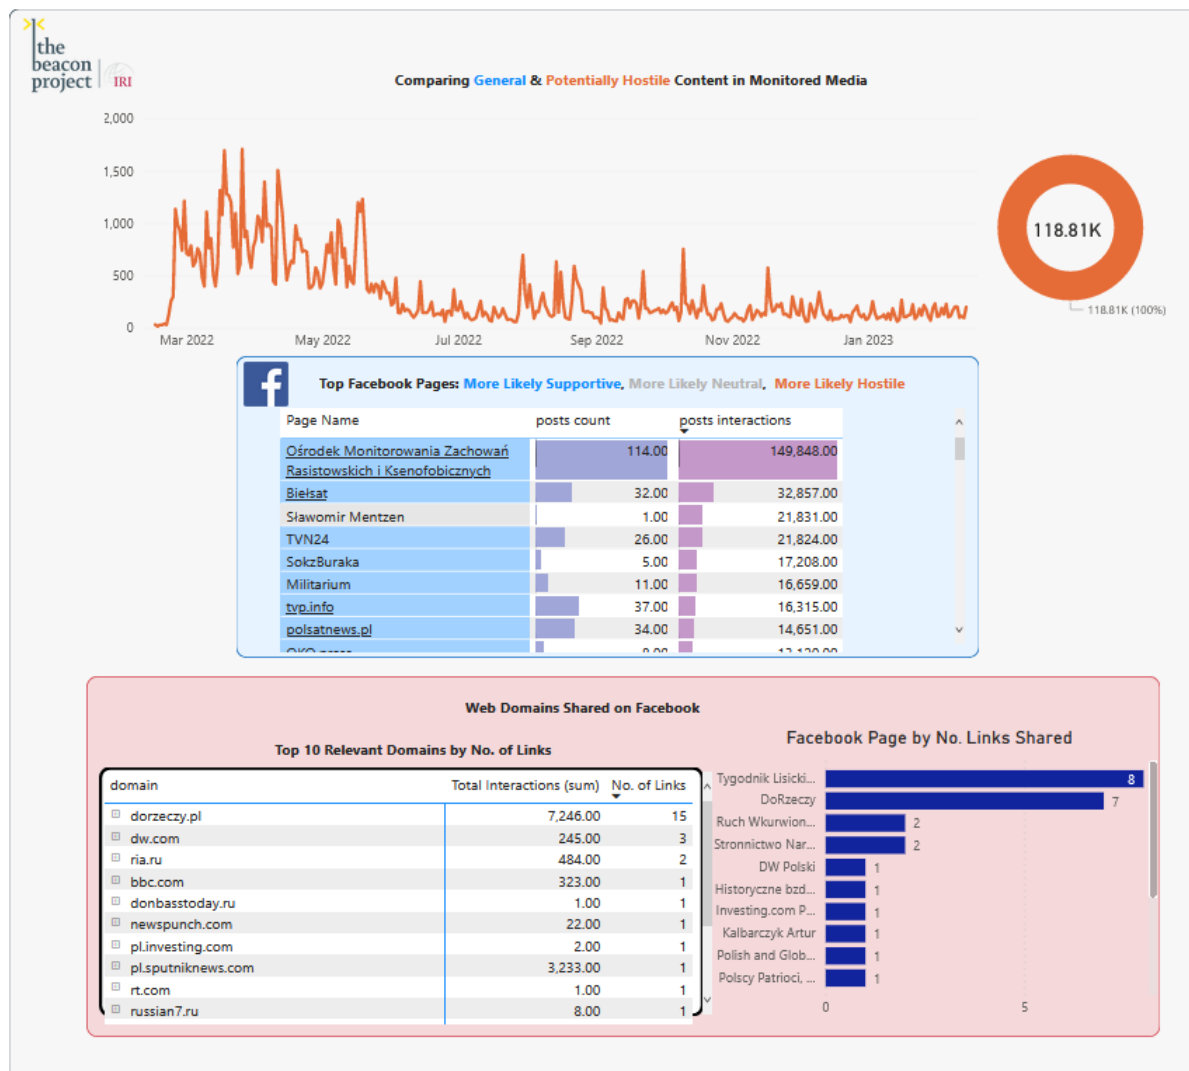 the
beacon
project
IRI
Comparing General & Potentially Hostile Content in Monitored Media
2,000
1,500
1,000
500
0
Mar 2022 May 2022 Jul 2022 Sep 2022 Nov 2022 Jan 2023
118.81K
118.81K (100%)
Top Facebook Pages: More Likely Supportive, More Likely Neutral, More Likely Hostile
Page Name posts count posts interactions
Ośrodek Monitorowania Zachowań
Rasistowskich i Ksenofobicznych 114.00 149,848.00
Biełsat 32.00 32,857.00
Sławomir Mentzen 1.00 21,831.00
TVN24 26.00 21,824.00
SokzBuraka 5.00 17,208.00
Militarium 11.00 16,659.00
tvp.info 37.00 16,315.00
polsatnews.pl 34.00 14,651.00
Web Domains Shared on Facebook
Top 10 Relevant Domains by No. of Links
domain Total Interactions (sum) No. of Links
dorzeczy.pl 7,246.00 15
dw.com 245.00 3
ria.ru 484.00 2
bbc.com 323.00 1
donbasstoday.ru 1.00 1
newspunch.com 22.00 1
pl.investing.com 2.00 1
pl.sputniknews.com 3,233.00 1
rt.com 1.00 1
russian7.ru 8.00 1
Facebook Page by No. Links Shared
Tygodnik Lisicki... 8
DoRzeczy 7
Ruch Wkurwion... 2
Stronnictwo Nar... 2
DW Polski 1
Historyczne bzd... 1
Investing.com P... 1
Kalbarczyk Artur 1
Polish and Glob... 1
Polscy Patrioci, ... 1
0 5